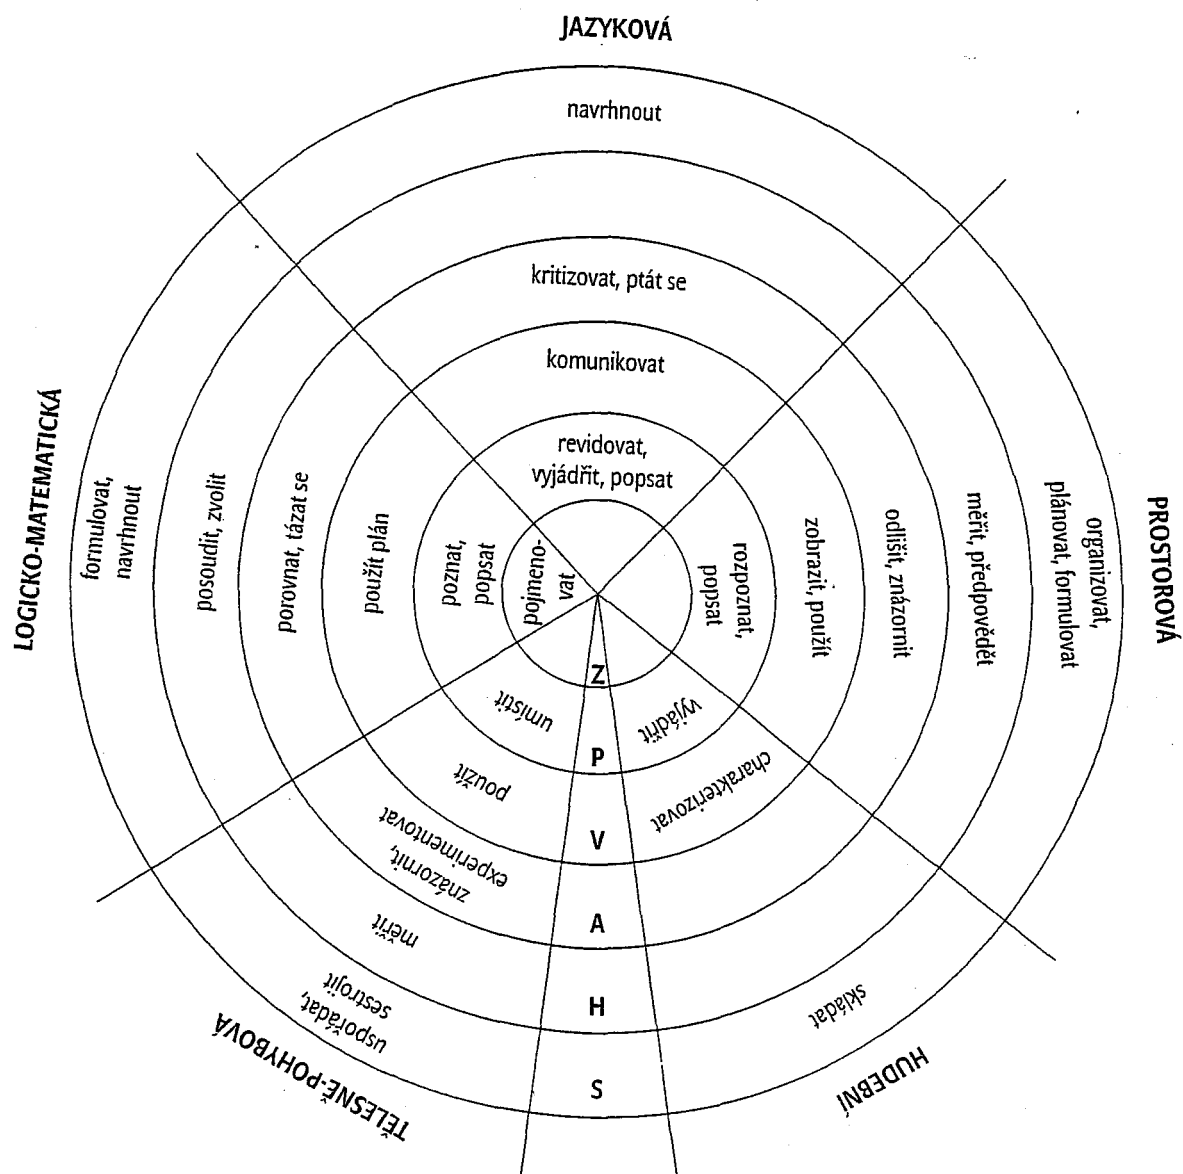 JAZYKOVÁ
navrhnout
kritizovat, ptát se
komunikovat
revidovat,
vyjádřit, popsat
LOGICKO-MATEMATICKÁ
formulovat,
navrhnout
posoudit, zvolit
porovnat, tázat se
použít plán
poznat,
popsat
pojmeno-
vat
PROSTOROVÁ
organizovat,
plánovat, formulovat
měřit, předpovědět
odlišit, znázornit
zobrazit, použít
rozpoznat,
popsat
Z
P
V
A
H
S
TĚLESNĚ-POHYBOVÁ
umístit
použít
znázornit,
experimentovat
měřit
uspořádat,
sestrojit
HUDEBNÍ
vyjádřit
charakterizovat
skládat